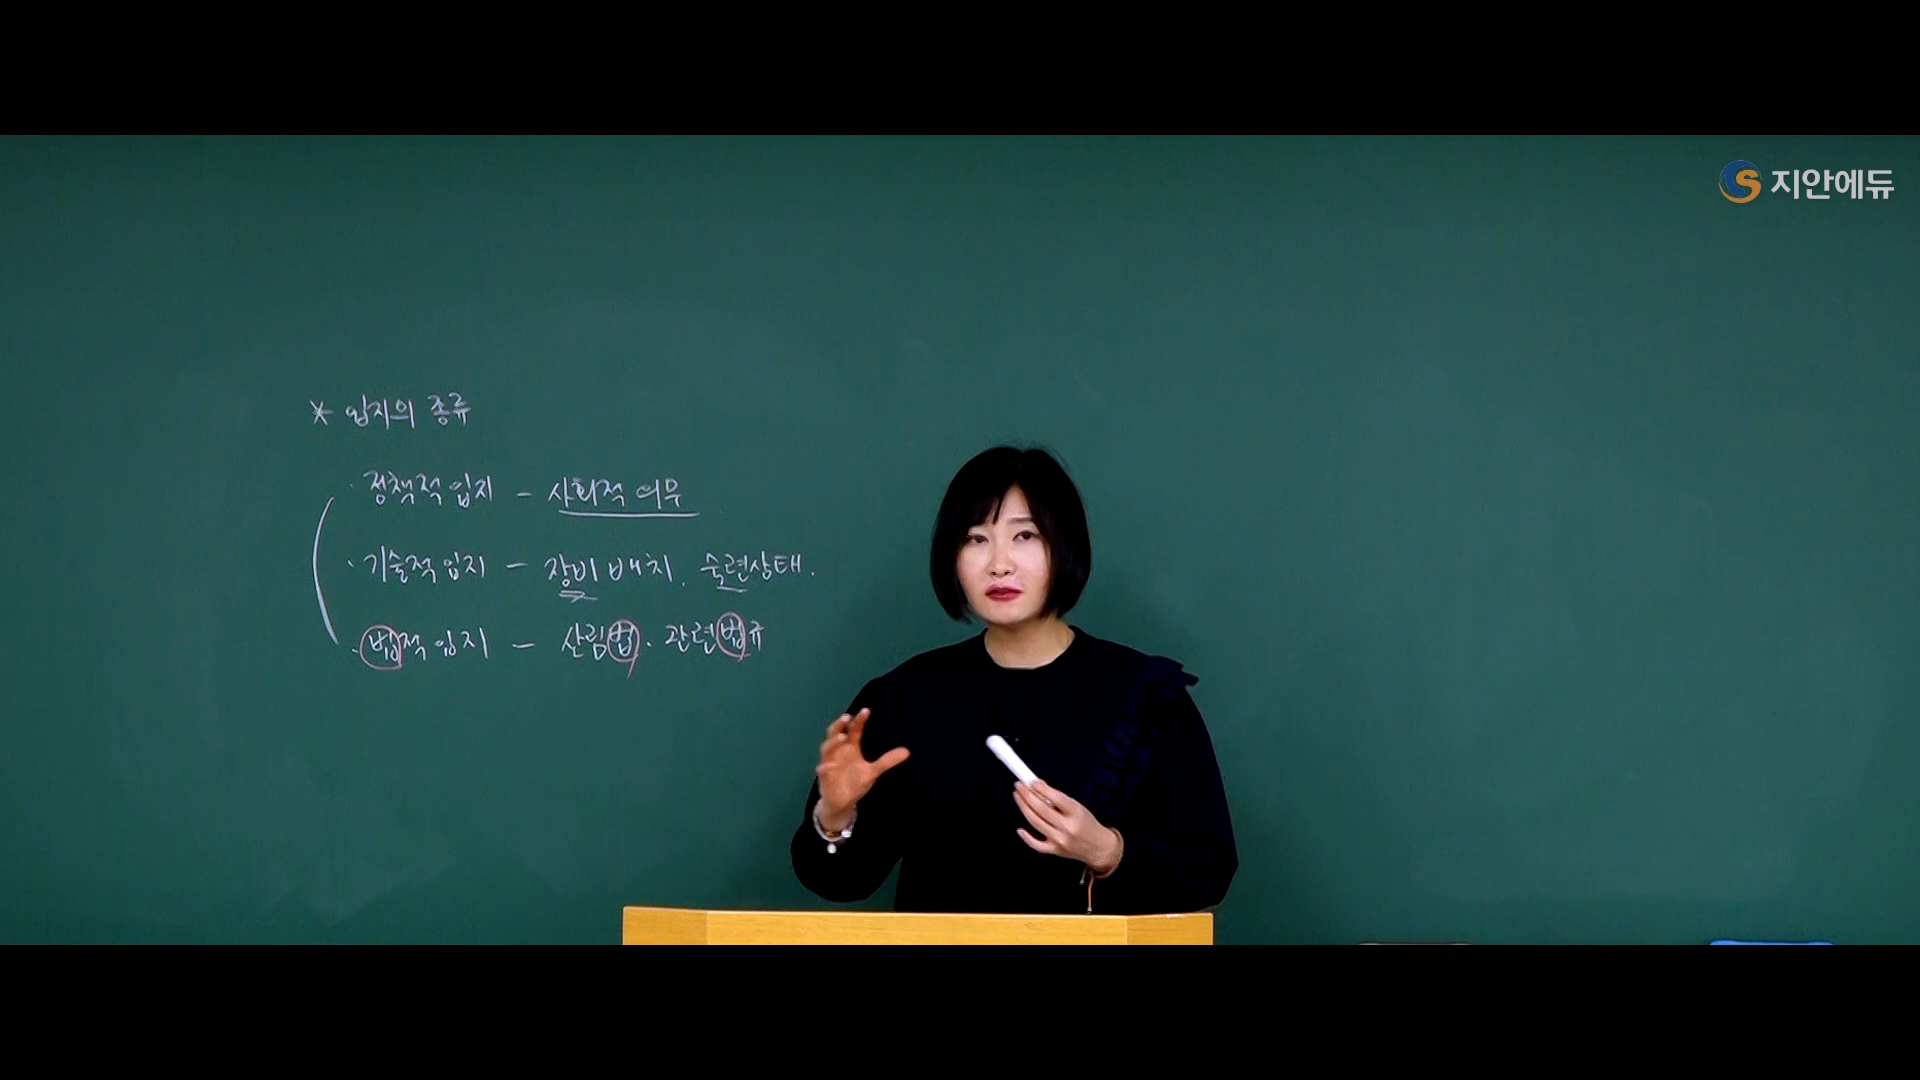 지안에듀
* 입지의 종류
· 정책적 입지 - 사회적 의무
· 기술적 입지 - 장비 배치. 숙련상태.
· 법적 입지 - 산림법. 관련법규